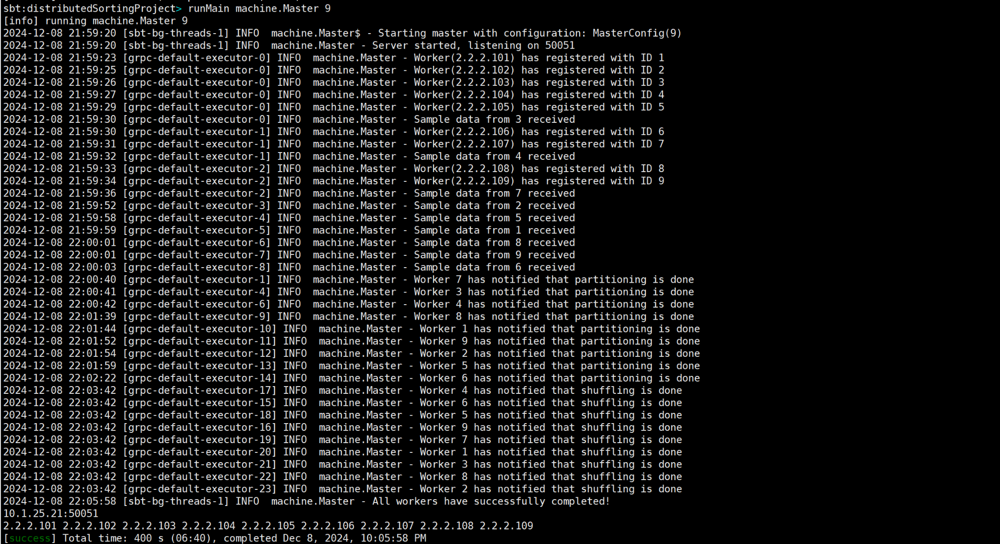 sbt:distributedSortingProject> runMain machine.Master 9
[info] running machine.Master 9
2024-12-08 21:59:20 [sbt-bg-threads-1] INFO  machine.Master$ - Starting master with configuration: MasterConfig(9)
2024-12-08 21:59:20 [sbt-bg-threads-1] INFO  machine.Master - Server started, listening on 50051
2024-12-08 21:59:23 [grpc-default-executor-0] INFO  machine.Master - Worker(2.2.2.101) has registered with ID 1
2024-12-08 21:59:25 [grpc-default-executor-0] INFO  machine.Master - Worker(2.2.2.102) has registered with ID 2
2024-12-08 21:59:26 [grpc-default-executor-0] INFO  machine.Master - Worker(2.2.2.103) has registered with ID 3
2024-12-08 21:59:27 [grpc-default-executor-0] INFO  machine.Master - Worker(2.2.2.104) has registered with ID 4
2024-12-08 21:59:29 [grpc-default-executor-0] INFO  machine.Master - Worker(2.2.2.105) has registered with ID 5
2024-12-08 21:59:30 [grpc-default-executor-0] INFO  machine.Master - Sample data from 3 received
2024-12-08 21:59:30 [grpc-default-executor-1] INFO  machine.Master - Worker(2.2.2.106) has registered with ID 6
2024-12-08 21:59:31 [grpc-default-executor-1] INFO  machine.Master - Worker(2.2.2.107) has registered with ID 7
2024-12-08 21:59:32 [grpc-default-executor-1] INFO  machine.Master - Sample data from 4 received
2024-12-08 21:59:33 [grpc-default-executor-2] INFO  machine.Master - Worker(2.2.2.108) has registered with ID 8
2024-12-08 21:59:34 [grpc-default-executor-2] INFO  machine.Master - Worker(2.2.2.109) has registered with ID 9
2024-12-08 21:59:36 [grpc-default-executor-2] INFO  machine.Master - Sample data from 7 received
2024-12-08 21:59:52 [grpc-default-executor-3] INFO  machine.Master - Sample data from 2 received
2024-12-08 21:59:58 [grpc-default-executor-4] INFO  machine.Master - Sample data from 5 received
2024-12-08 21:59:59 [grpc-default-executor-5] INFO  machine.Master - Sample data from 1 received
2024-12-08 22:00:01 [grpc-default-executor-6] INFO  machine.Master - Sample data from 8 received
2024-12-08 22:00:01 [grpc-default-executor-7] INFO  machine.Master - Sample data from 9 received
2024-12-08 22:00:03 [grpc-default-executor-8] INFO  machine.Master - Sample data from 6 received
2024-12-08 22:00:40 [grpc-default-executor-1] INFO  machine.Master - Worker 7 has notified that partitioning is done
2024-12-08 22:00:41 [grpc-default-executor-4] INFO  machine.Master - Worker 3 has notified that partitioning is done
2024-12-08 22:00:42 [grpc-default-executor-6] INFO  machine.Master - Worker 4 has notified that partitioning is done
2024-12-08 22:01:39 [grpc-default-executor-9] INFO  machine.Master - Worker 8 has notified that partitioning is done
2024-12-08 22:01:44 [grpc-default-executor-10] INFO  machine.Master - Worker 1 has notified that partitioning is done
2024-12-08 22:01:52 [grpc-default-executor-11] INFO  machine.Master - Worker 9 has notified that partitioning is done
2024-12-08 22:01:54 [grpc-default-executor-12] INFO  machine.Master - Worker 2 has notified that partitioning is done
2024-12-08 22:01:59 [grpc-default-executor-13] INFO  machine.Master - Worker 5 has notified that partitioning is done
2024-12-08 22:02:22 [grpc-default-executor-14] INFO  machine.Master - Worker 6 has notified that partitioning is done
2024-12-08 22:03:42 [grpc-default-executor-17] INFO  machine.Master - Worker 4 has notified that shuffling is done
2024-12-08 22:03:42 [grpc-default-executor-15] INFO  machine.Master - Worker 6 has notified that shuffling is done
2024-12-08 22:03:42 [grpc-default-executor-18] INFO  machine.Master - Worker 5 has notified that shuffling is done
2024-12-08 22:03:42 [grpc-default-executor-16] INFO  machine.Master - Worker 9 has notified that shuffling is done
2024-12-08 22:03:42 [grpc-default-executor-19] INFO  machine.Master - Worker 7 has notified that shuffling is done
2024-12-08 22:03:42 [grpc-default-executor-20] INFO  machine.Master - Worker 1 has notified that shuffling is done
2024-12-08 22:03:42 [grpc-default-executor-21] INFO  machine.Master - Worker 3 has notified that shuffling is done
2024-12-08 22:03:42 [grpc-default-executor-22] INFO  machine.Master - Worker 8 has notified that shuffling is done
2024-12-08 22:03:42 [grpc-default-executor-23] INFO  machine.Master - Worker 2 has notified that shuffling is done
2024-12-08 22:05:58 [sbt-bg-threads-1] INFO  machine.Master - All workers have successfully completed!
10.1.25.21:50051
2.2.2.101 2.2.2.102 2.2.2.103 2.2.2.104 2.2.2.105 2.2.2.106 2.2.2.107 2.2.2.108 2.2.2.109
[success] Total time: 400 s (06:40), completed Dec 8, 2024, 10:05:58 PM